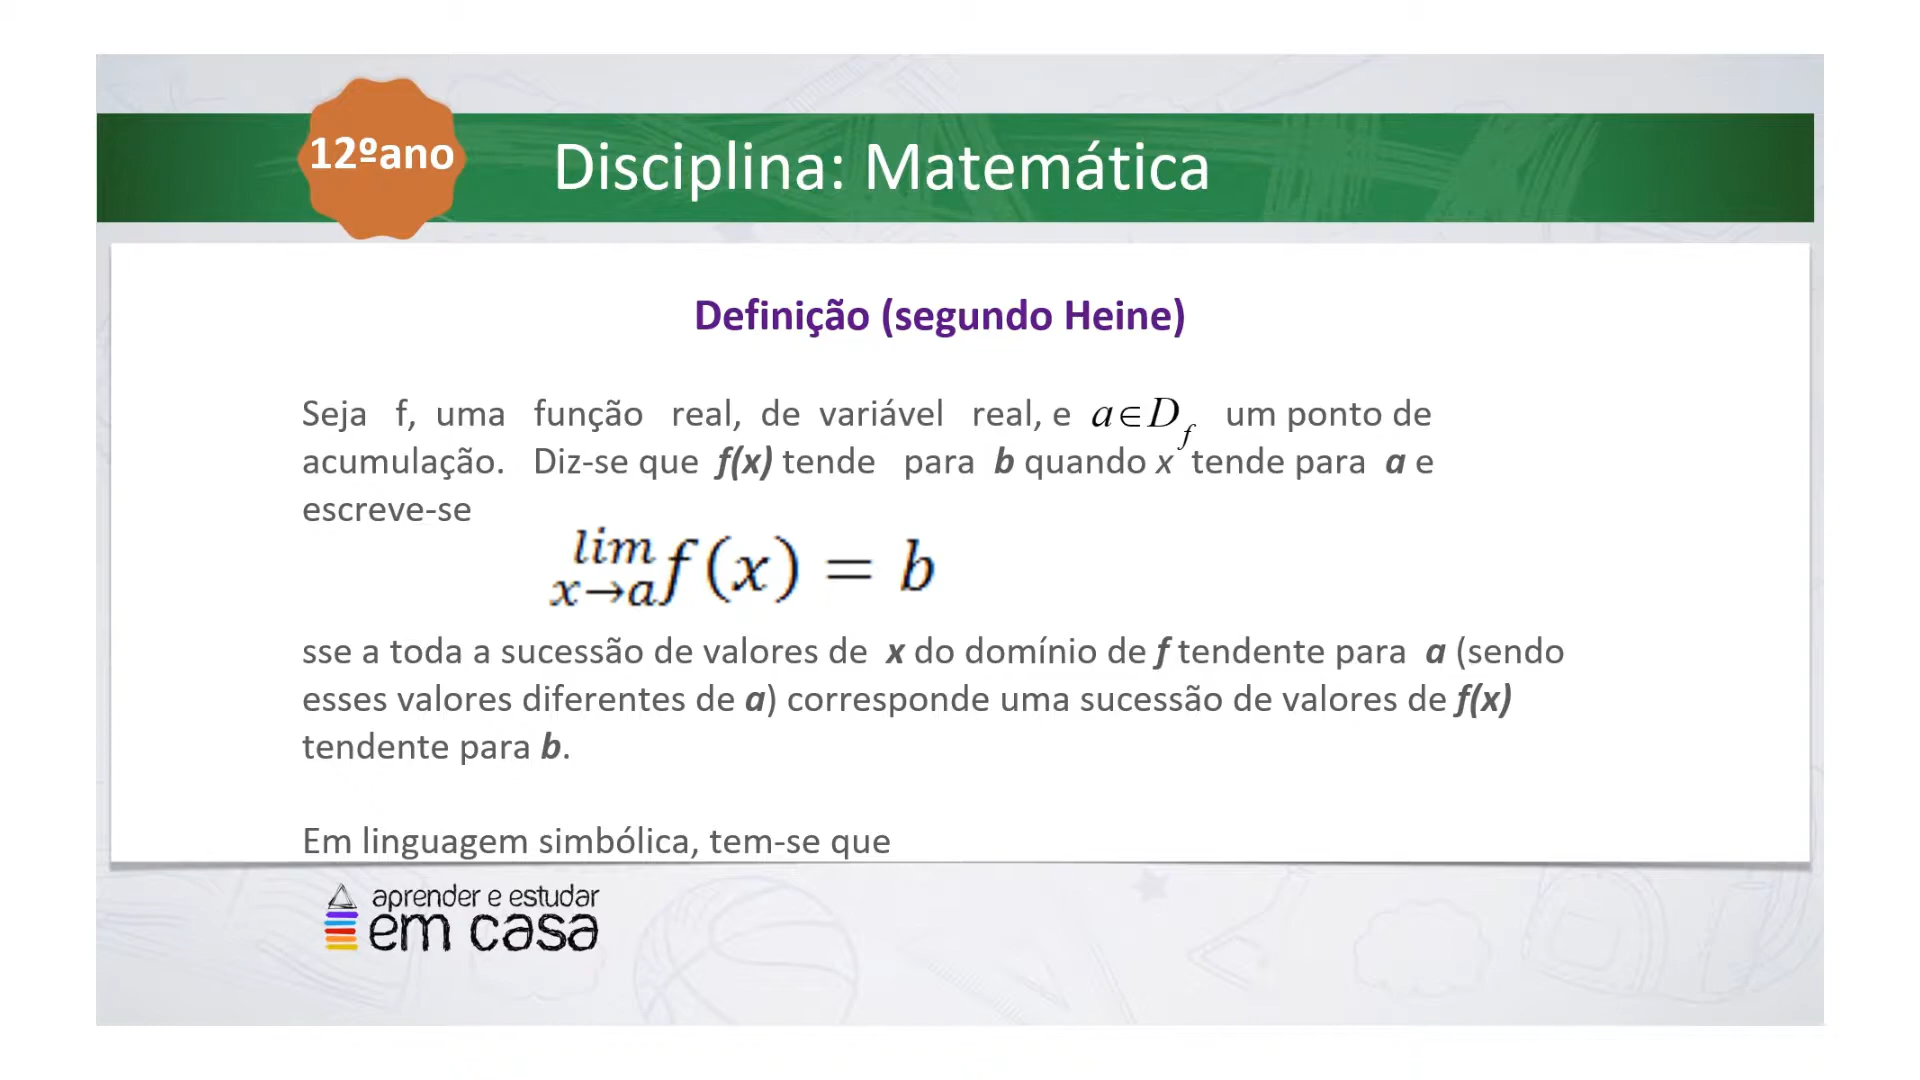 12ºano
Disciplina: Matemática
Definição (segundo Heine)
Seja f, uma função real, de variável real, e a∈D_f um ponto de
acumulação. Diz-se que f(x) tende para b quando x tende para a e
escreve-se
lim_{x→a} f(x) = b
sse a toda a sucessão de valores de x do domínio de f tendente para a (sendo
esses valores diferentes de a) corresponde uma sucessão de valores de f(x)
tendente para b.
Em linguagem simbólica, tem-se que
aprender e estudar
em casa